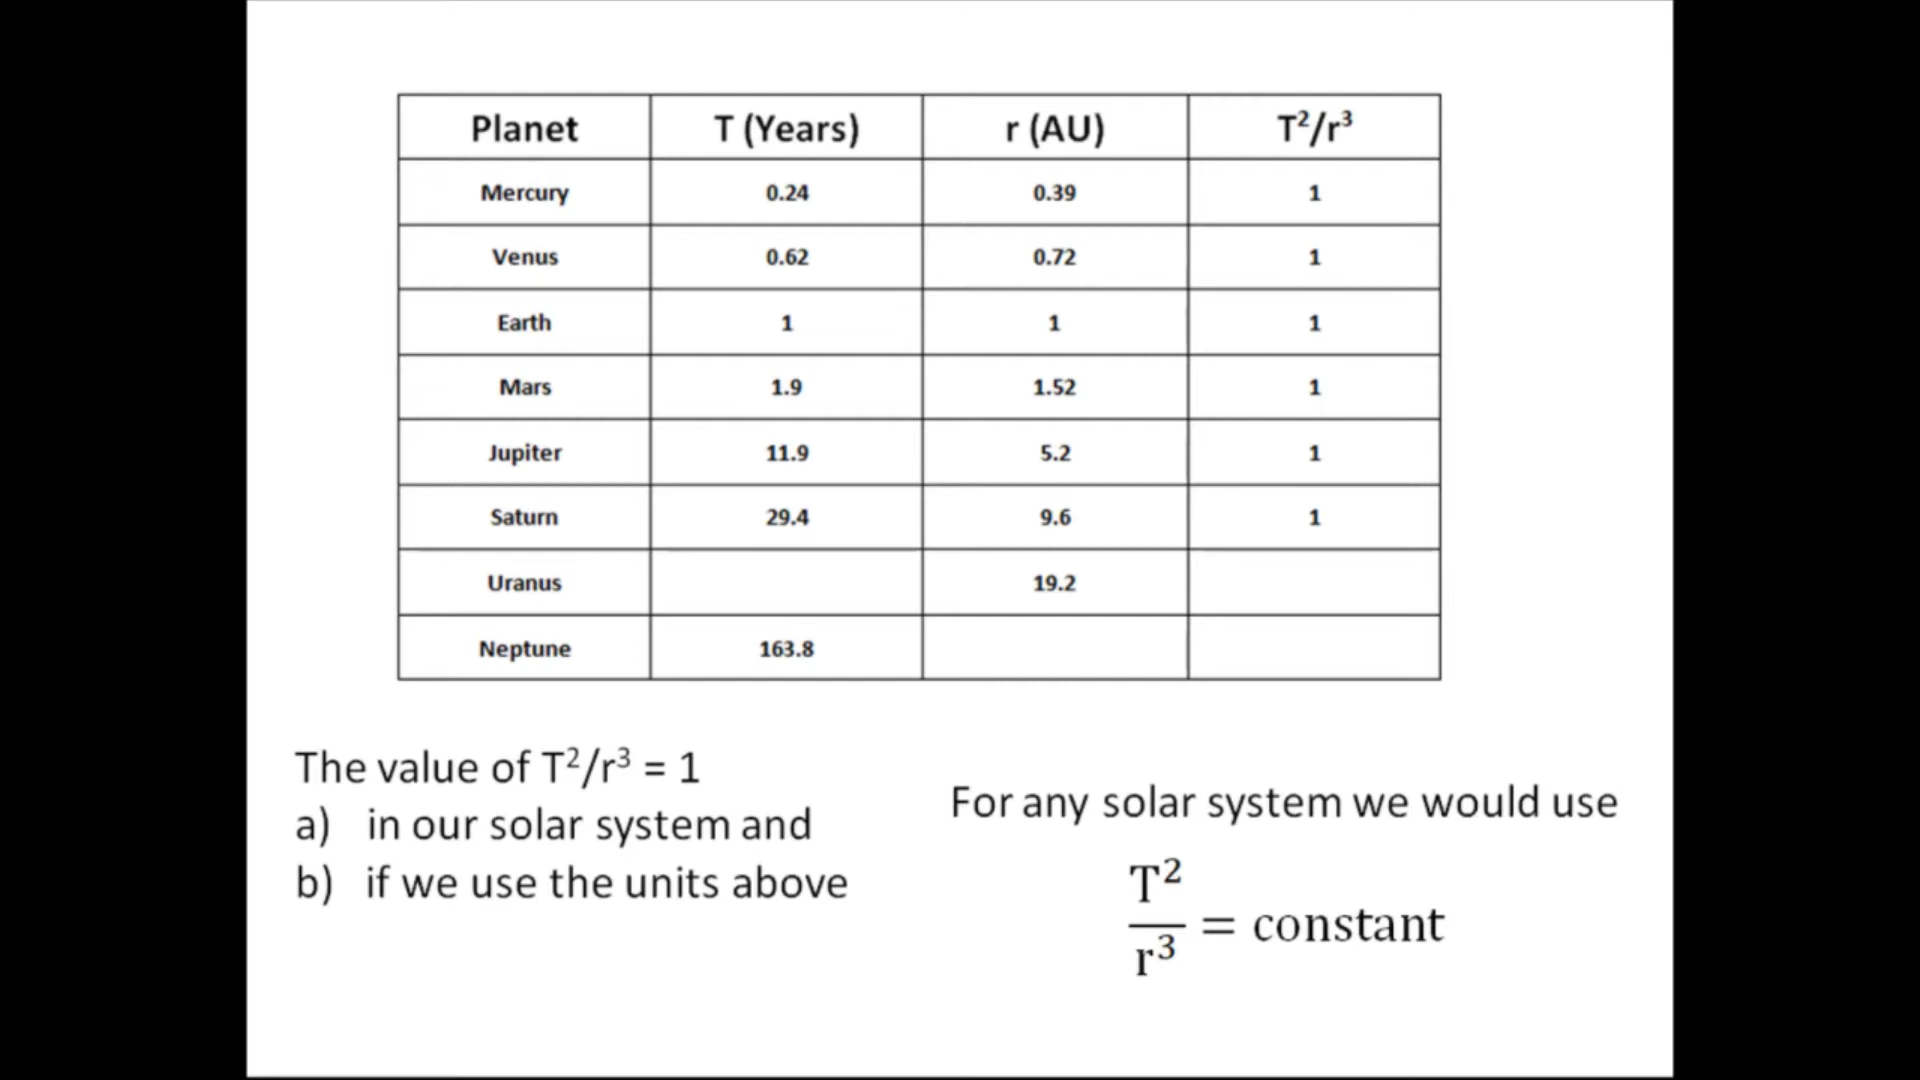 Planet T (Years) r (AU) T²/r³
Mercury 0.24 0.39 1
Venus 0.62 0.72 1
Earth 1 1 1
Mars 1.9 1.52 1
Jupiter 11.9 5.2 1
Saturn 29.4 9.6 1
Uranus 19.2
Neptune 163.8
The value of T²/r³ = 1
a) in our solar system and
b) if we use the units above
For any solar system we would use
T²/r³ = constant